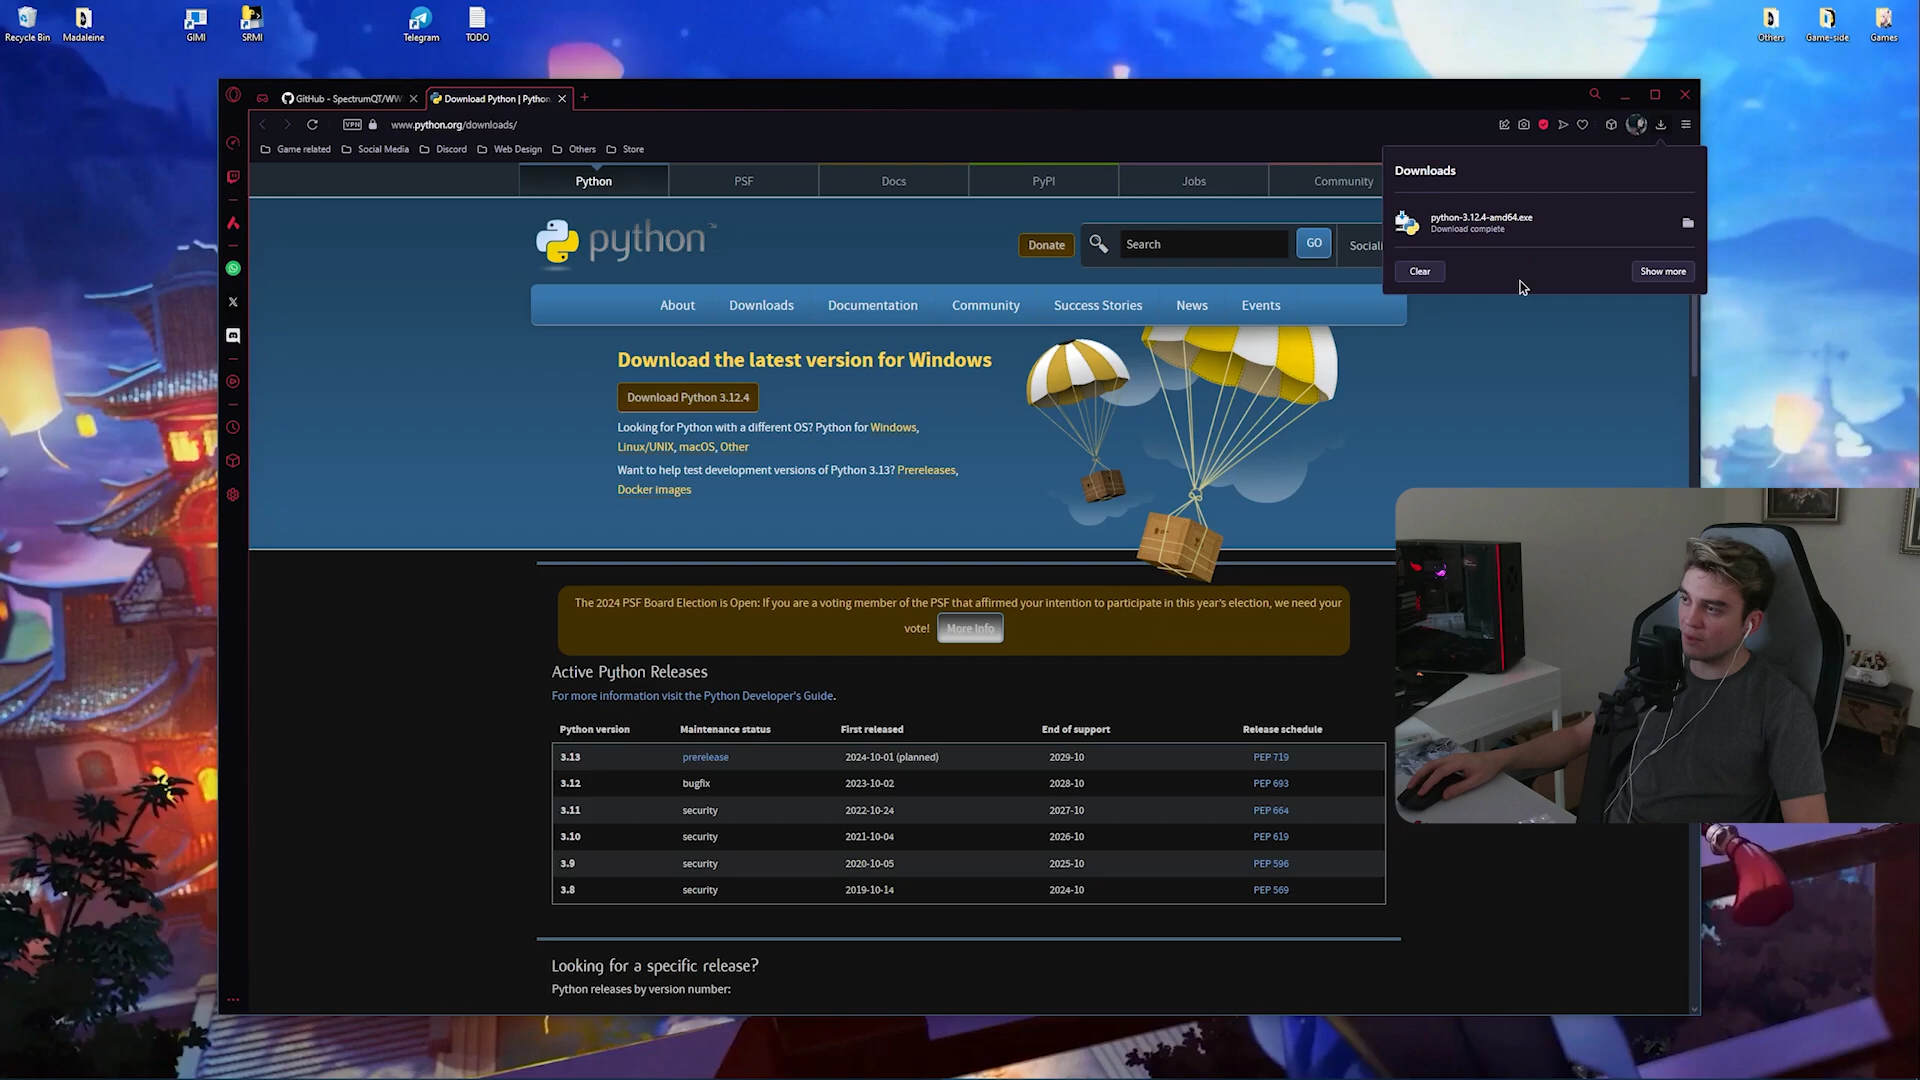 Recycle Bin
Madaleine
GIMI
SRMI
Telegram
TODO
Others
Game-side
Games
GitHub - SpectrumQT/WW
Download Python | Python.
VPN
www.python.org/downloads/
Game related
Social Media
Discord
Web Design
Others
Store
Python
PSF
Docs
PyPI
Jobs
Community
Downloads
python-3.12.4-amd64.exe
Download complete
Clear
Show more
python™
Donate
Search
GO
Sociali
About
Downloads
Documentation
Community
Success Stories
News
Events
Download the latest version for Windows
Download Python 3.12.4
Looking for Python with a different OS? Python for Windows,
Linux/UNIX, macOS, Other
Want to help test development versions of Python 3.13? Prereleases,
Docker images
The 2024 PSF Board Election is Open: If you are a voting member of the PSF that affirmed your intention to participate in this year's election, we need your
vote! More Info
Active Python Releases
For more information visit the Python Developer's Guide.
Python version Maintenance status First released End of support Release schedule
3.13 prerelease 2024-10-01 (planned) 2029-10 PEP 719
3.12 bugfix 2023-10-02 2028-10 PEP 693
3.11 security 2022-10-24 2027-10 PEP 664
3.10 security 2021-10-04 2026-10 PEP 619
3.9 security 2020-10-05 2025-10 PEP 596
3.8 security 2019-10-14 2024-10 PEP 569
Looking for a specific release?
Python releases by version number: